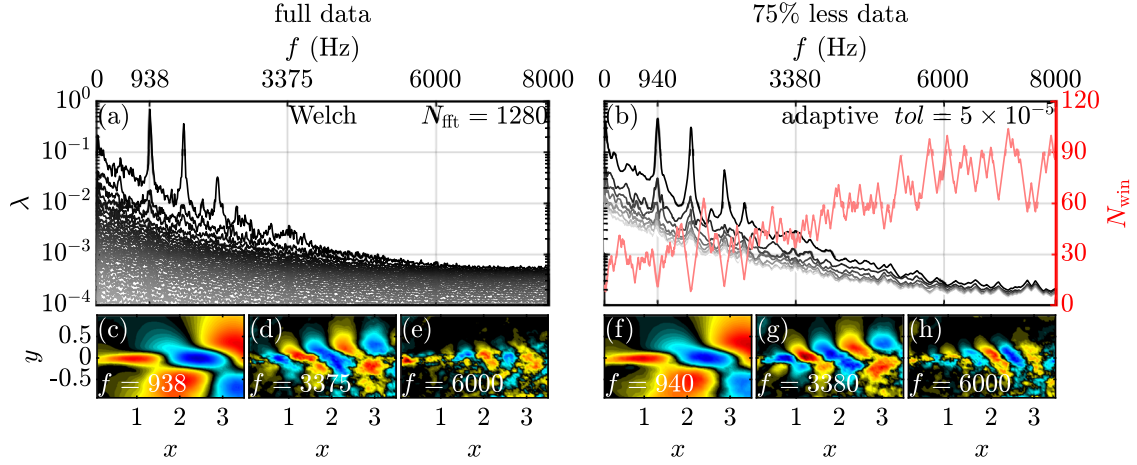 full data
75% less data
f (Hz)
f (Hz)
0 938 3375 6000 8000
0 940 3380 6000 8000
(a) Welch N_fft = 1280
(b) adaptive tol = 5 × 10^-5
10^0
10^-1
10^-2
10^-3
10^-4
λ
120
90
60
30
0
N_win
(c) (d) (e)
(f) (g) (h)
0.5
0
-0.5
y
f = 938 f = 3375 f = 6000
f = 940 f = 3380 f = 6000
1 2 3 1 2 3 1 2 3
1 2 3 1 2 3 1 2 3
x x x
x x x